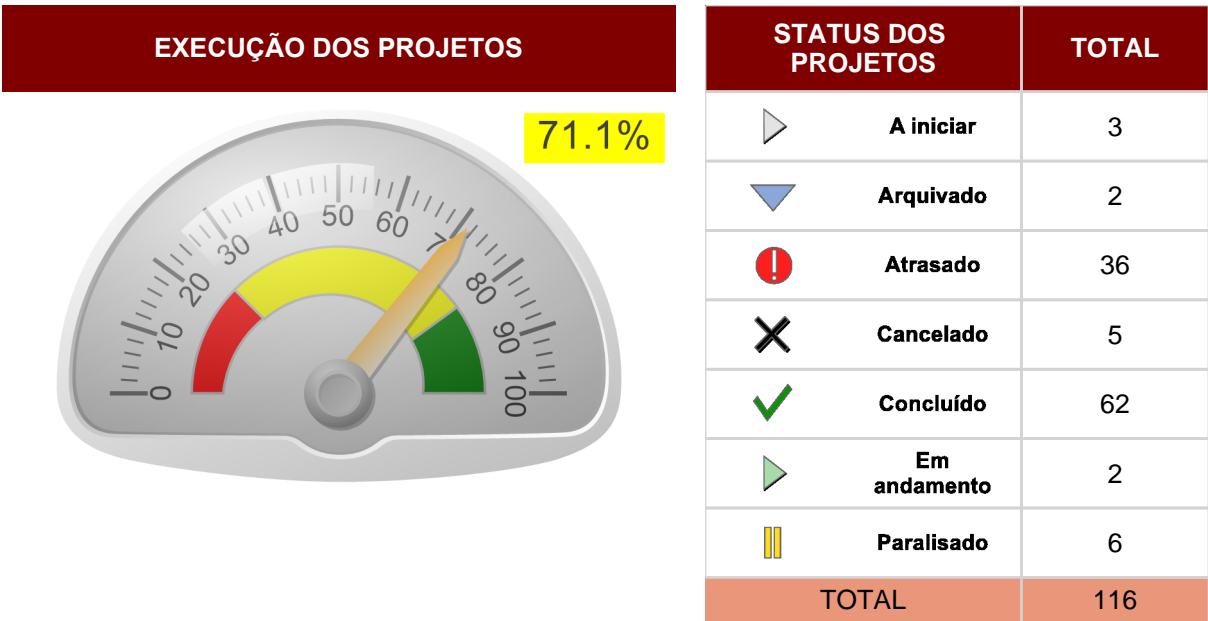 EXECUÇÃO DOS PROJETOS
71.1%
0
10
20
30
40
50
60
80
90
100
STATUS DOS
PROJETOS
TOTAL
A iniciar
3
Arquivado
2
Atrasado
36
Cancelado
5
Concluído
62
Em
andamento
2
Paralisado
6
TOTAL
116